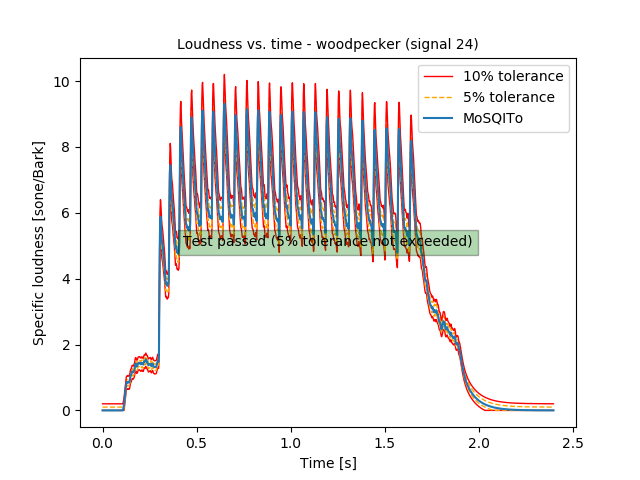 Loudness vs. time - woodpecker (signal 24)
10% tolerance
5% tolerance
MoSQITo
Specific loudness [sone/Bark]
10
8
6
4
2
0
Test passed (5% tolerance not exceeded)
0.0 0.5 1.0 1.5 2.0 2.5
Time [s]